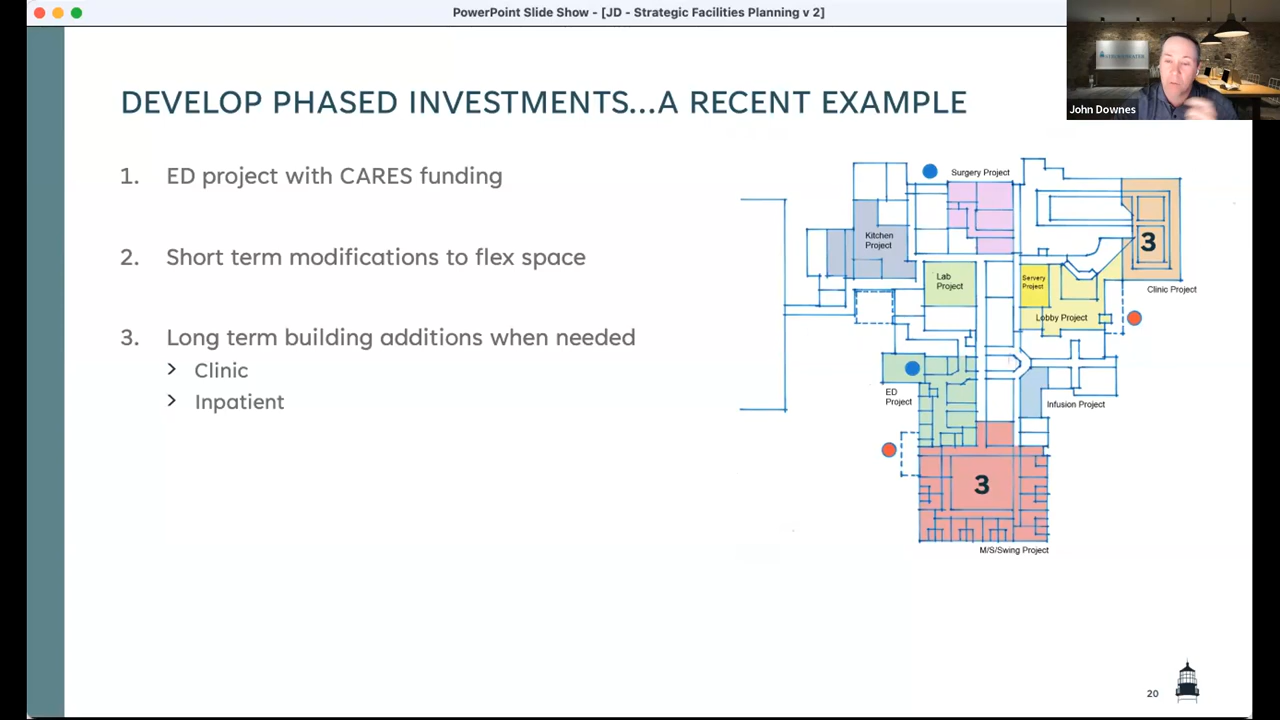 PowerPoint Slide Show - [JD - Strategic Facilities Planning v 2]
John Downes
DEVELOP PHASED INVESTMENTS...A RECENT EXAMPLE
1. ED project with CARES funding
2. Short term modifications to flex space
3. Long term building additions when needed
> Clinic
> Inpatient
Surgery Project
Kitchen
Project
3
Lab
Project
Servery
Project
Clinic Project
Lobby Project
ED
Project
Infusion Project
3
M/S/Swing Project
20